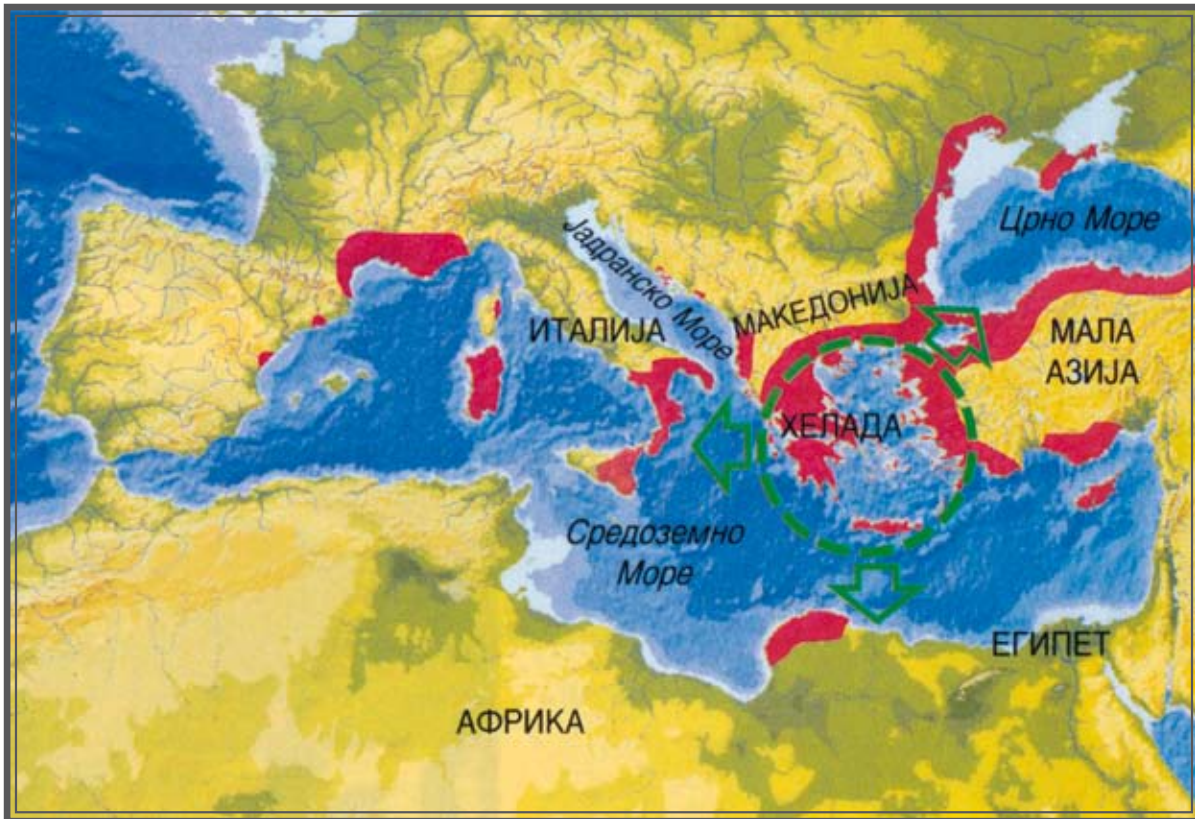 Црно Море
Јадранско Море
МАКЕДОНИЈА
ИТАЛИЈА
МАЛА
АЗИЈА
ХЕЛАДА
Средоземно
Море
ЕГИПЕТ
АФРИКА